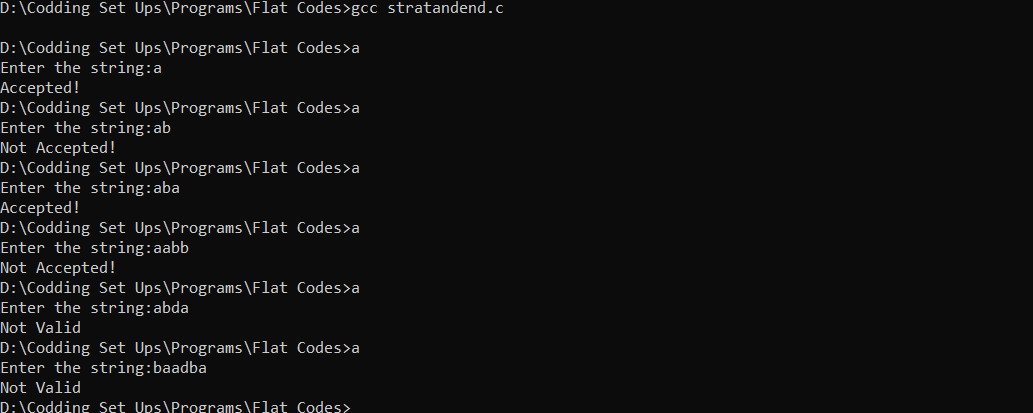 D:\Codding Set Ups\Programs\Flat Codes>gcc stratandend.c
D:\Codding Set Ups\Programs\Flat Codes>a
Enter the string:a
Accepted!
D:\Codding Set Ups\Programs\Flat Codes>a
Enter the string:ab
Not Accepted!
D:\Codding Set Ups\Programs\Flat Codes>a
Enter the string:aba
Accepted!
D:\Codding Set Ups\Programs\Flat Codes>a
Enter the string:aabb
Not Accepted!
D:\Codding Set Ups\Programs\Flat Codes>a
Enter the string:abda
Not Valid
D:\Codding Set Ups\Programs\Flat Codes>a
Enter the string:baadba
Not Valid
D:\Codding Set Ups\Programs\Flat Codes>